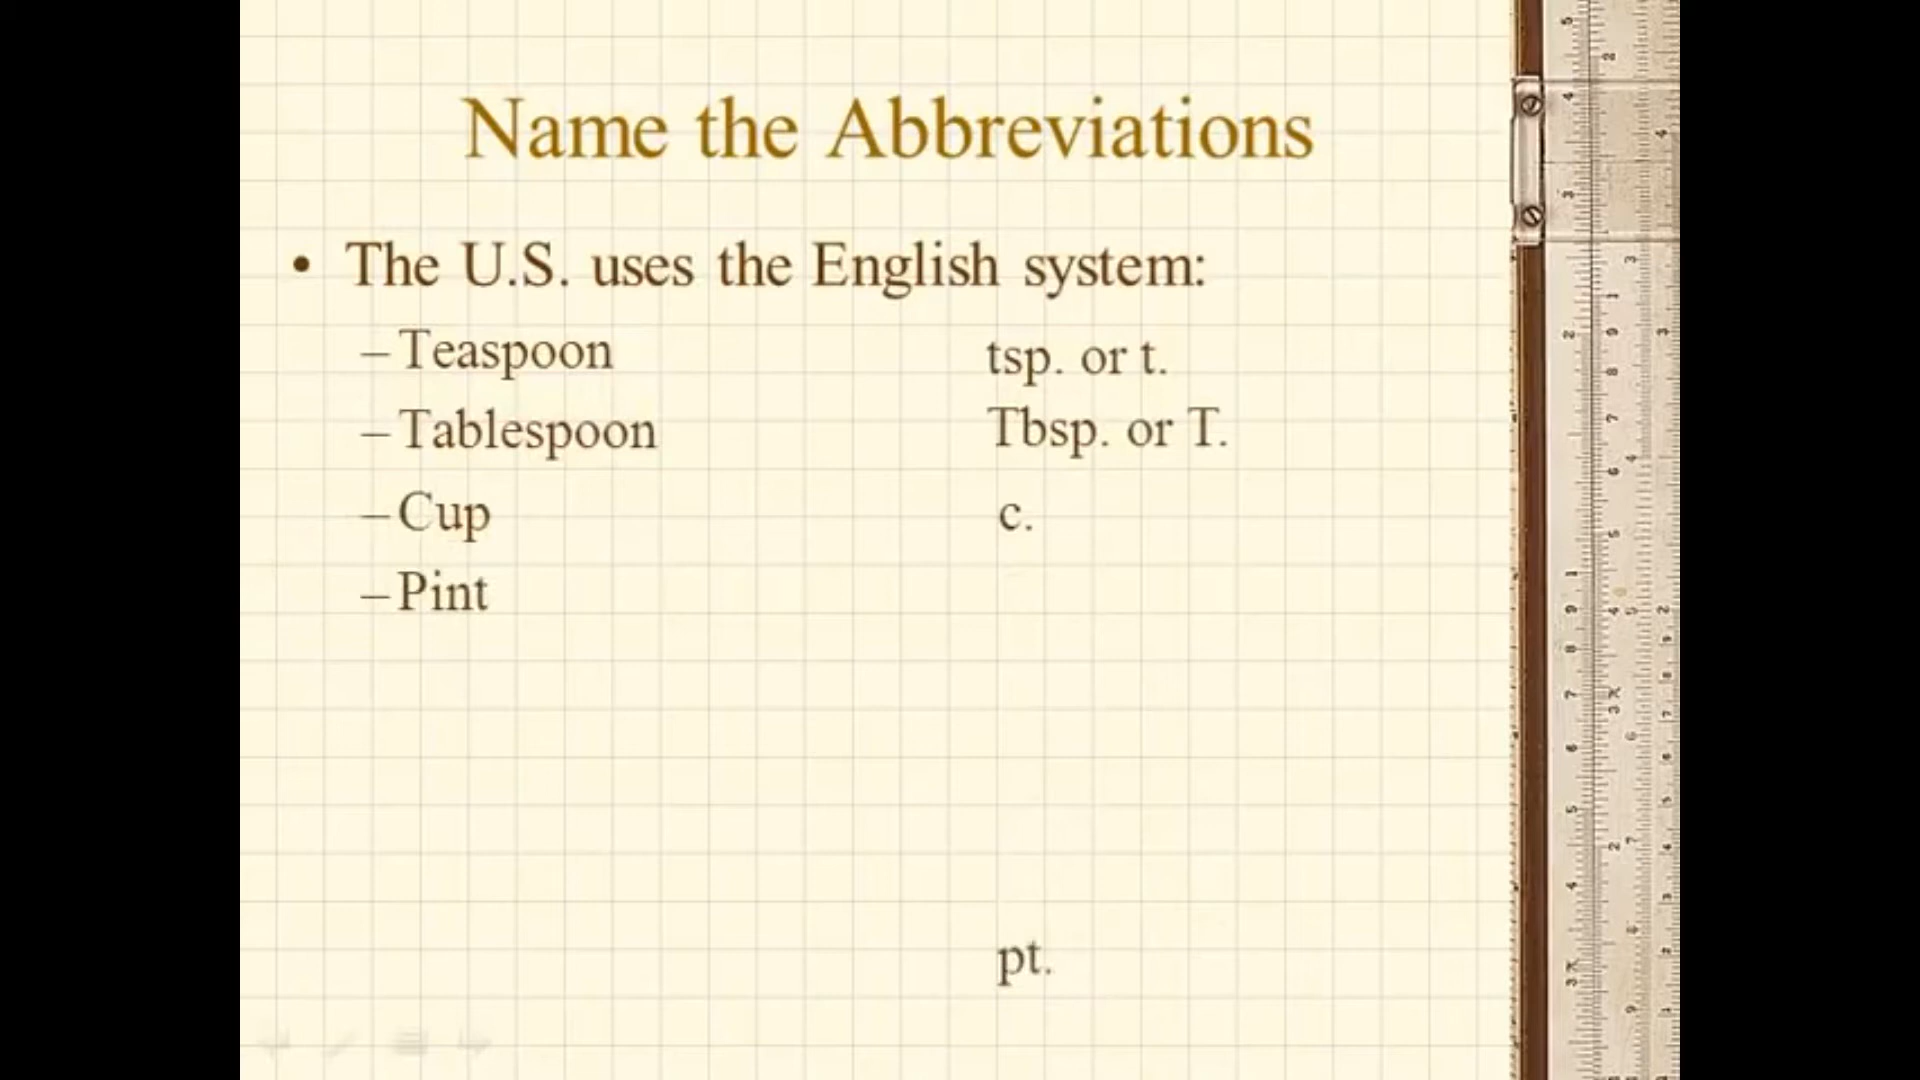 Name the Abbreviations
• The U.S. uses the English system:
– Teaspoon tsp. or t.
– Tablespoon Tbsp. or T.
– Cup c.
– Pint
pt.